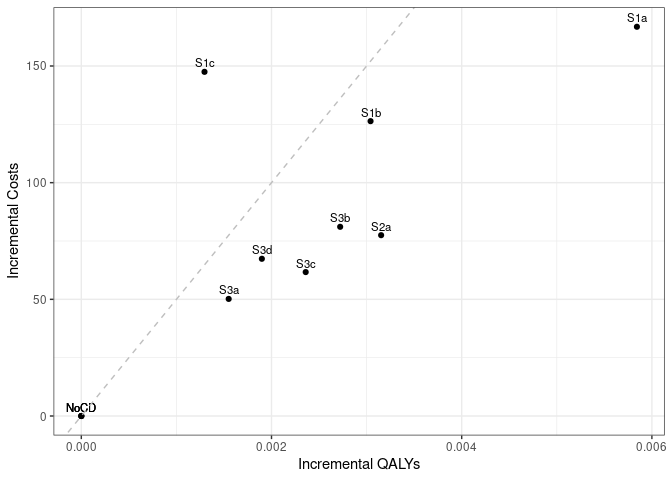 S1a
S1c
S1b
S3b
S2a
S3d
S3c
S3a
NoCD
150
100
50
0
0.000
0.002
0.004
0.006
Incremental QALYs
Incremental Costs